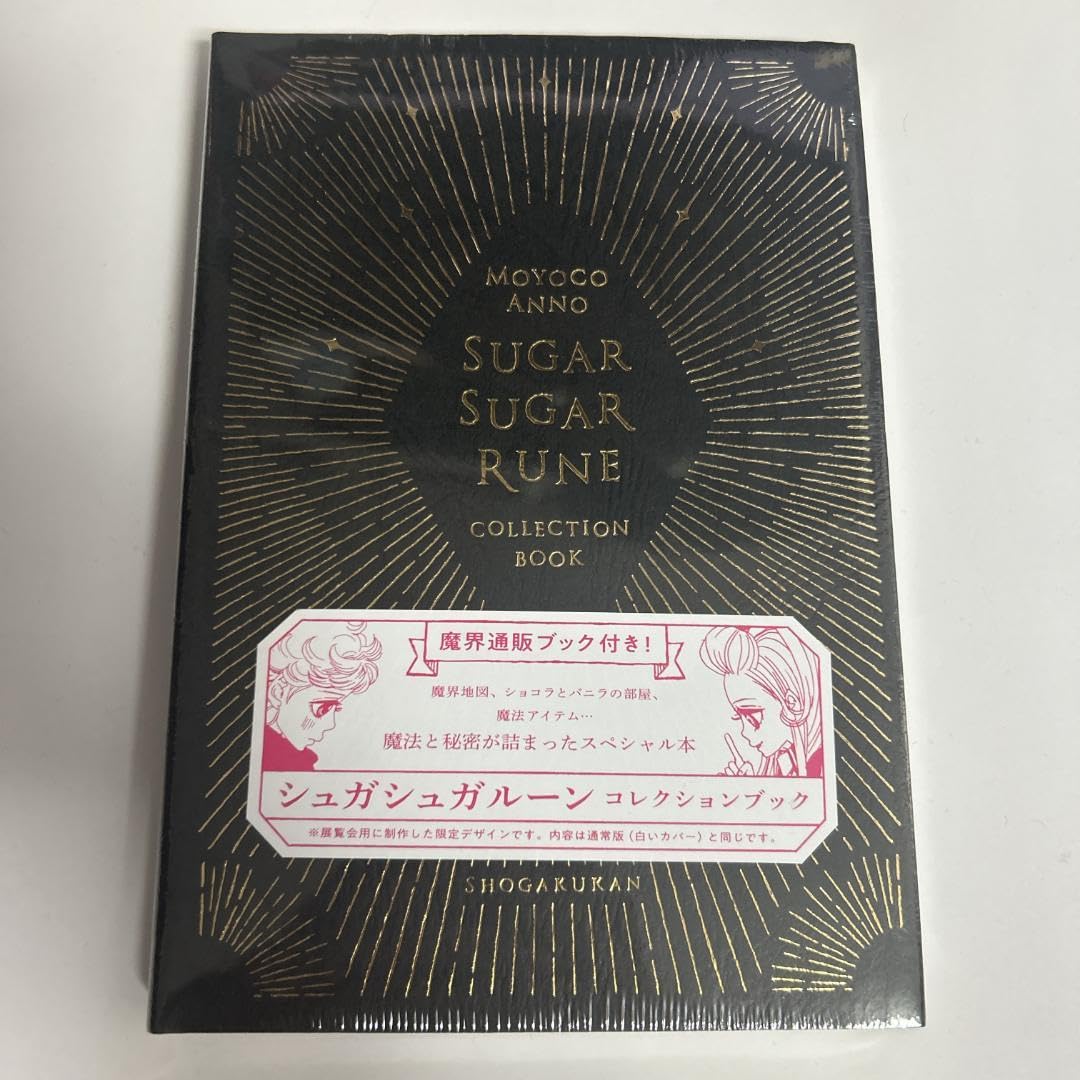 MOYOCO
ANNO
SUGAR
SUGAR
RUNE
COLLECTION
BOOK
魔界通販ブック付き!
魔界地図、ショコラとバニラの部屋、
魔法アイテム…
魔法と秘密が詰まったスペシャル本
シュガシュガルーン コレクションブック
※展覧会用に制作した限定デザインです。内容は通常版(白いカバー)と同じです。
SHOGAKUKAN